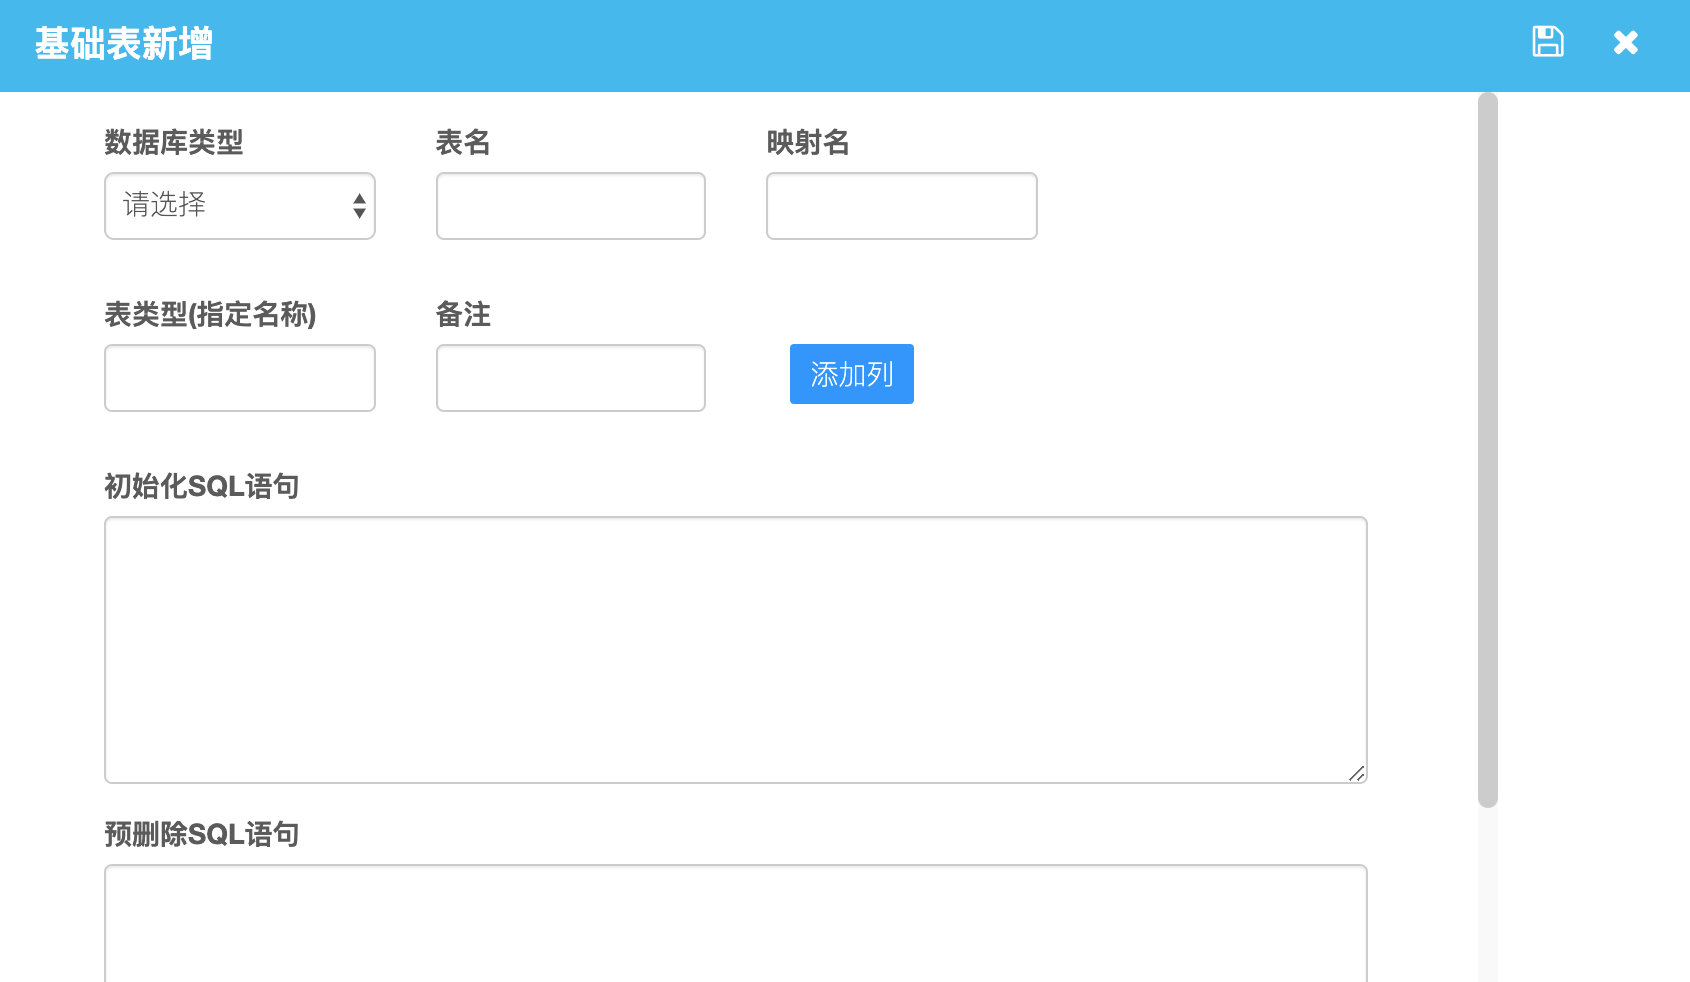 基础表新增
数据库类型 表名 映射名
请选择
表类型(指定名称) 备注
添加列
初始化SQL语句
预删除SQL语句